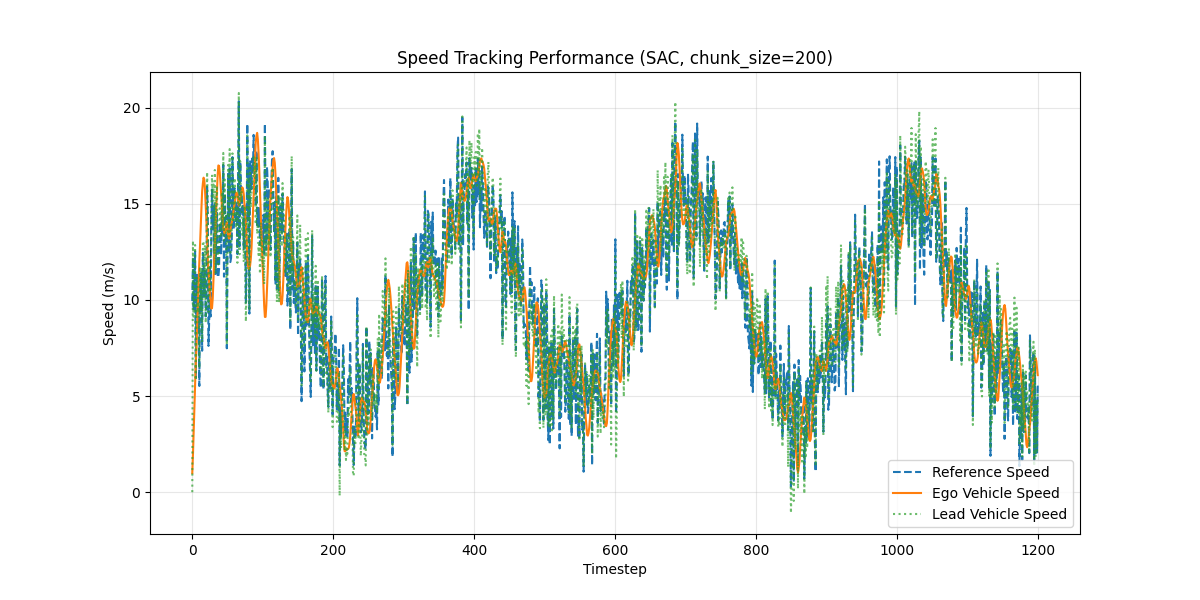 Speed Tracking Performance (SAC, chunk_size=200)
20
15
10
5
0
Speed (m/s)
Reference Speed
Ego Vehicle Speed
Lead Vehicle Speed
0 200 400 600 800 1000 1200
Timestep